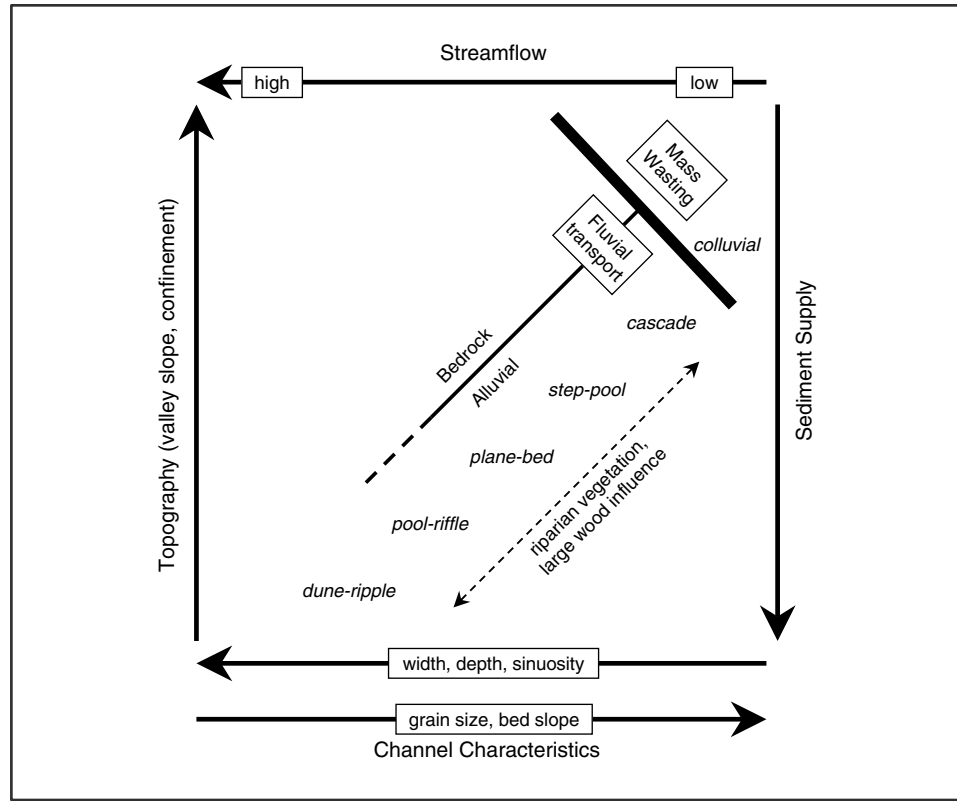 Streamflow
high
low
Mass
Wasting
Fluvial
transport
colluvial
Topography (valley slope, confinement)
Sediment Supply
cascade
Bedrock
Alluvial
step-pool
plane-bed
riparian vegetation,
large wood influence
pool-riffle
dune-ripple
width, depth, sinuosity
grain size, bed slope
Channel Characteristics